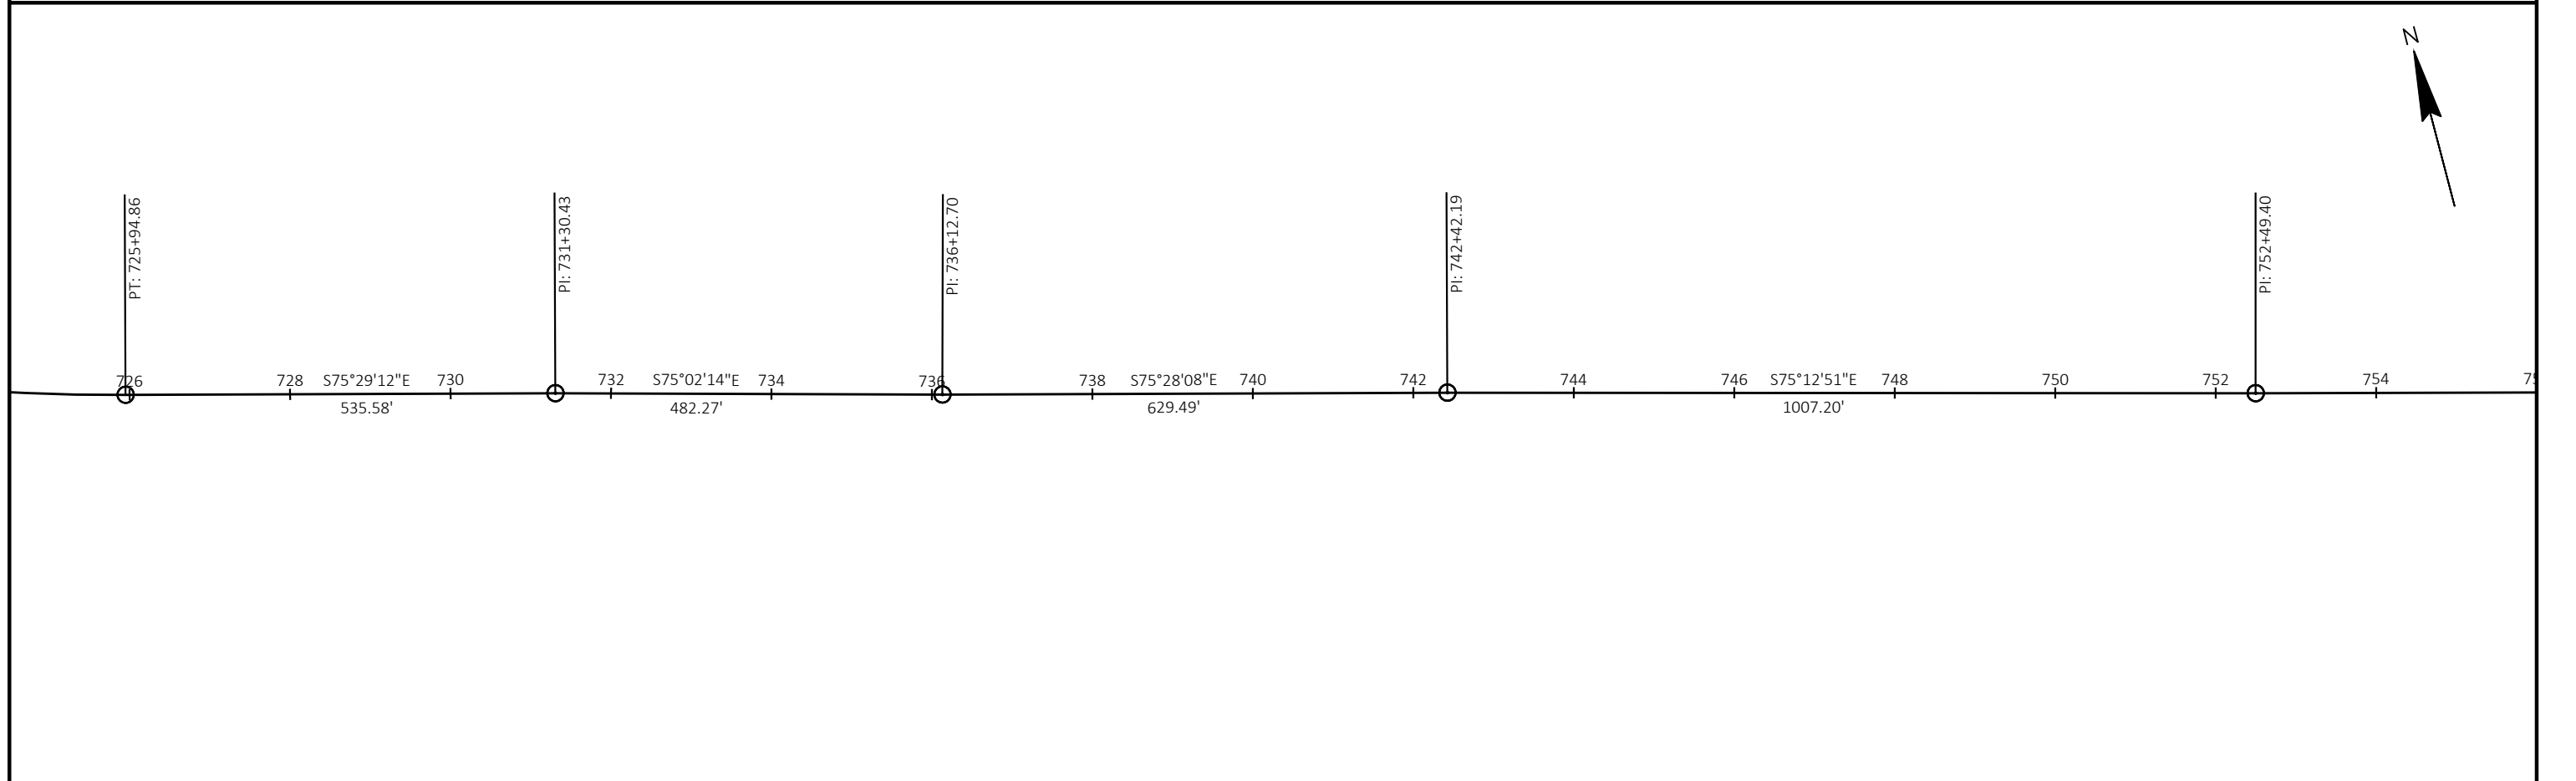 N
PT: 725+94.86
PI: 731+30.43
PI: 736+12.70
PI: 742+42.19
PI: 752+49.40
726 728 S75°29'12"E 730 732 S75°02'14"E 734 736 738 S75°28'08"E 740 742 744 746 S75°12'51"E 748 750 752 754
535.58' 482.27' 629.49' 1007.20'